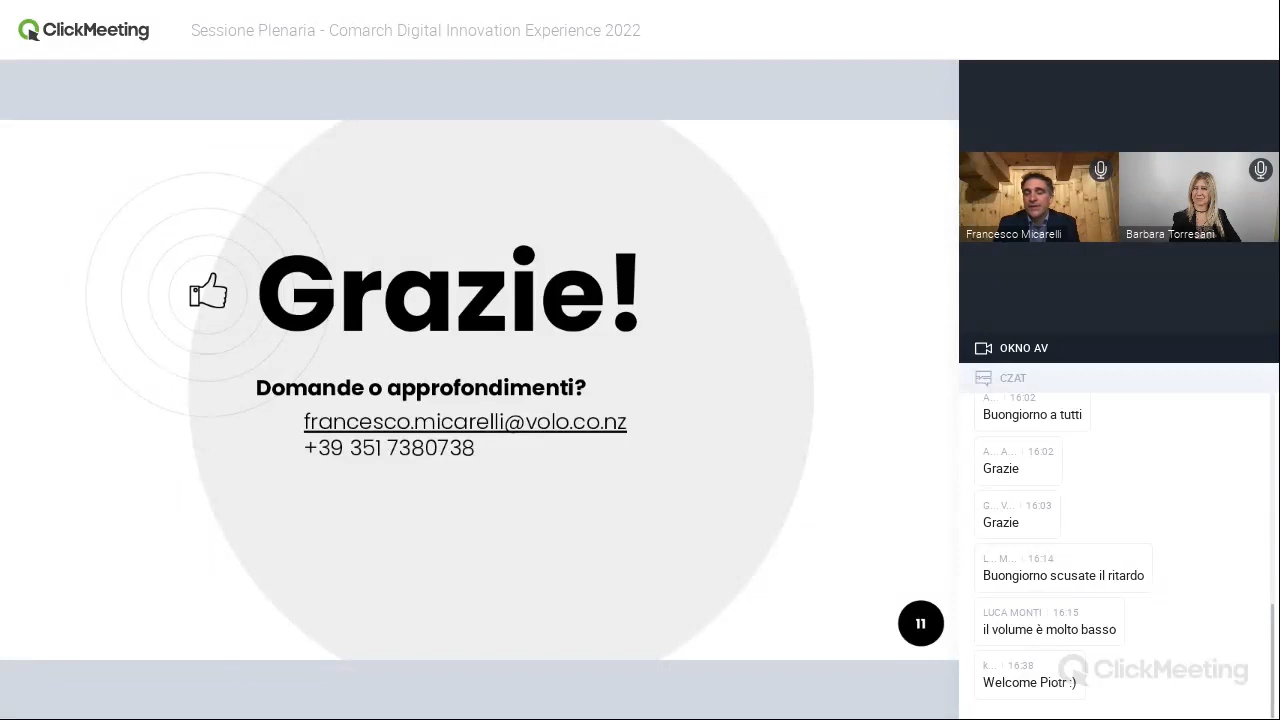 ClickMeeting
Sessione Plenaria - Comarch Digital Innovation Experience 2022
Grazie!
Domande o approfondimenti?
francesco.micarelli@volo.co.nz
+39 351 7380738
11
Francesco Micarelli
Barbara Torresani
OKNO AV
CZAT
A... 16:02
Buongiorno a tutti
A... A... 16:02
Grazie
G... V... 16:03
Grazie
L... M... 16:14
Buongiorno scusate il ritardo
LUCA MONTI 16:15
il volume è molto basso
k... 16:38
Welcome Piotr :)
ClickMeeting